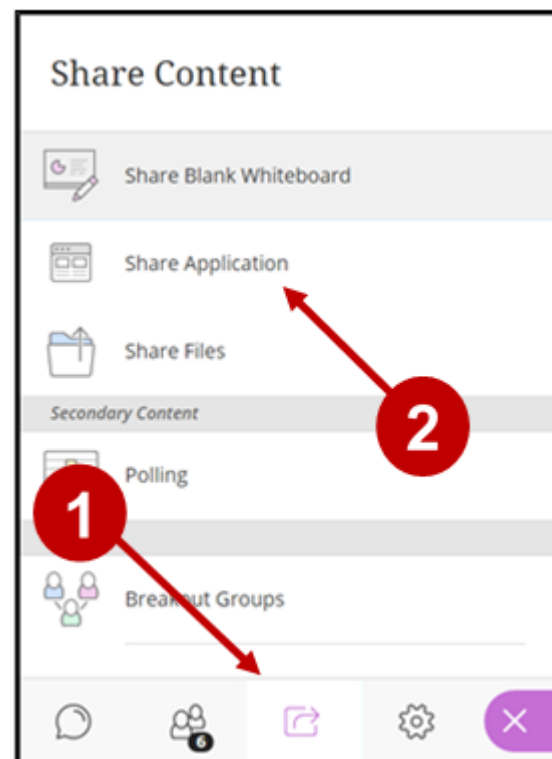 Share Content
Share Blank Whiteboard
Share Application
Share Files
Secondary Content
2
Polling
1
Breakout Groups
6